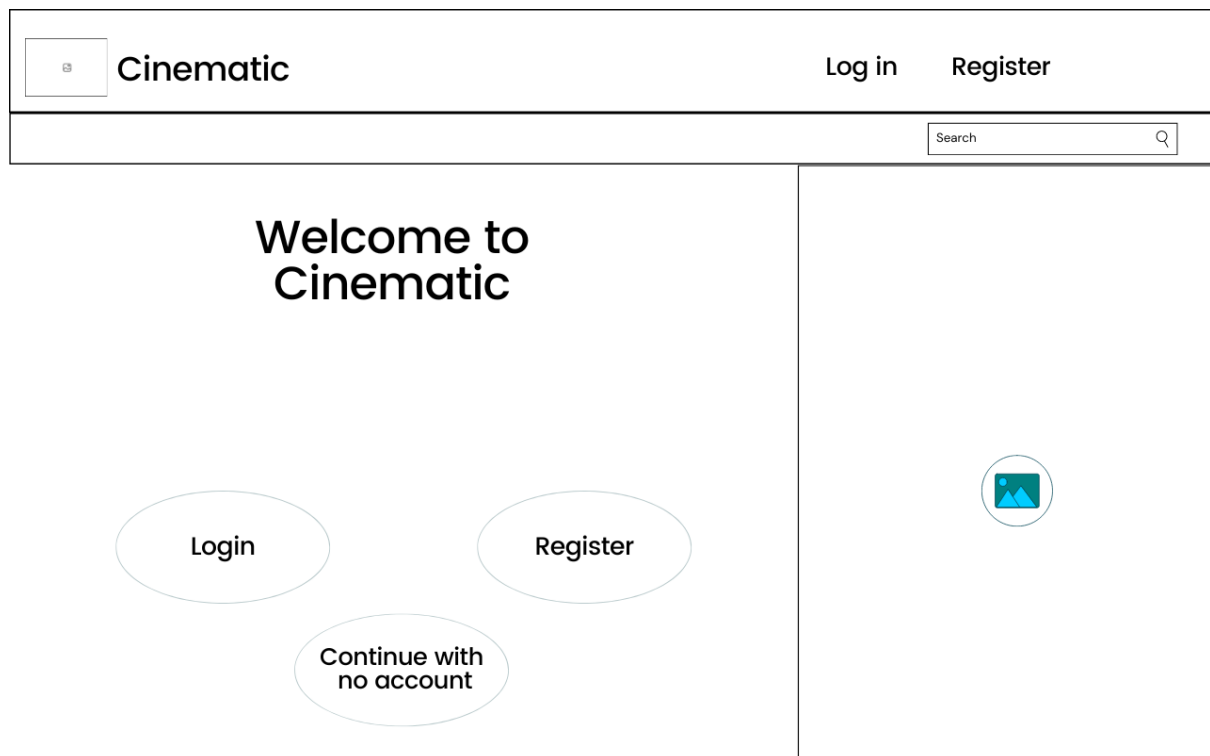 Cinematic
Log in
Register
Search
Welcome to
Cinematic
Login
Register
Continue with
no account